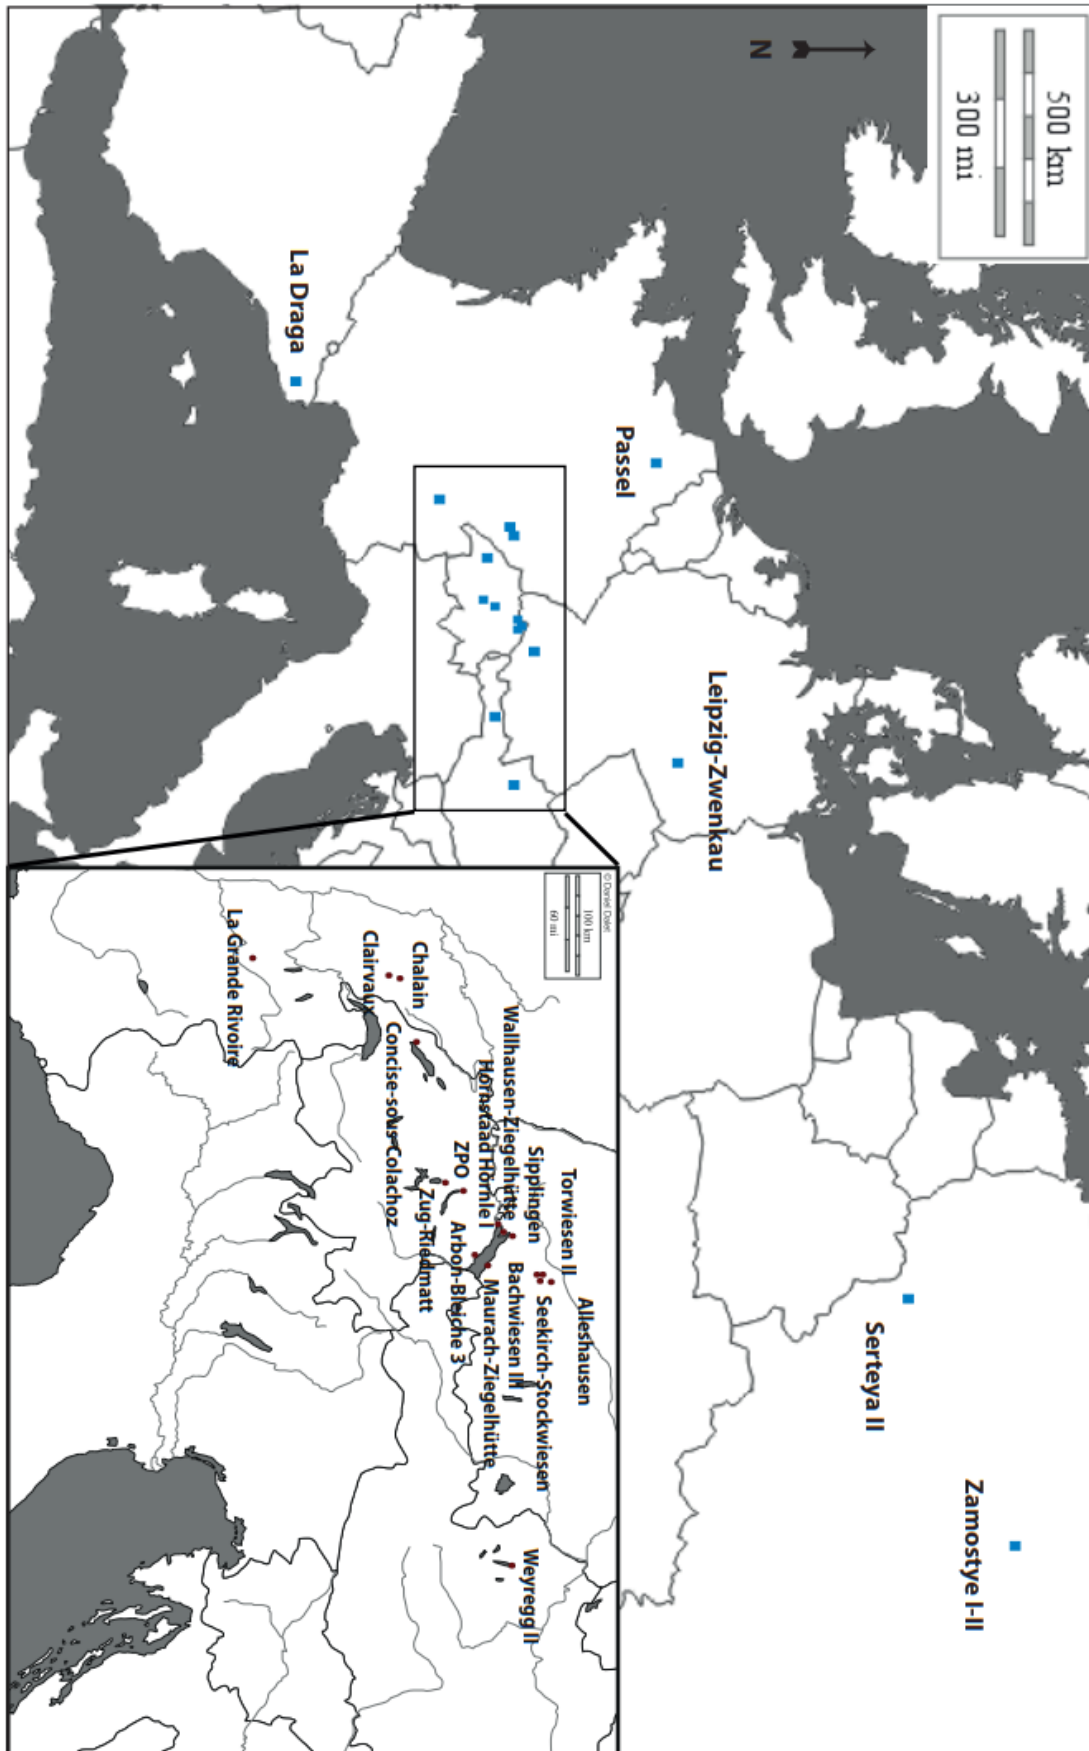 500 km
300 mi
N
La Draga
Passel
Leipzig-Zwenkau
Serteya II
Zamostye I-II
© Daniel Dalet
100 km
60 mi
La Grande Rivoire
Clairvaux
Chalain
Concise-sous-Colachoz
Wallhausen-Ziegelhütte
Hornstaad Hörnle I
ZPO
Zug-Riedmatt
Sipplingen
Torwiesen II
Arbon-Bleiche 3
Bachwiesen III
Maurach-Ziegelhütte
Seekirch-Stockwiesen
Alleshausen
Weyregg II